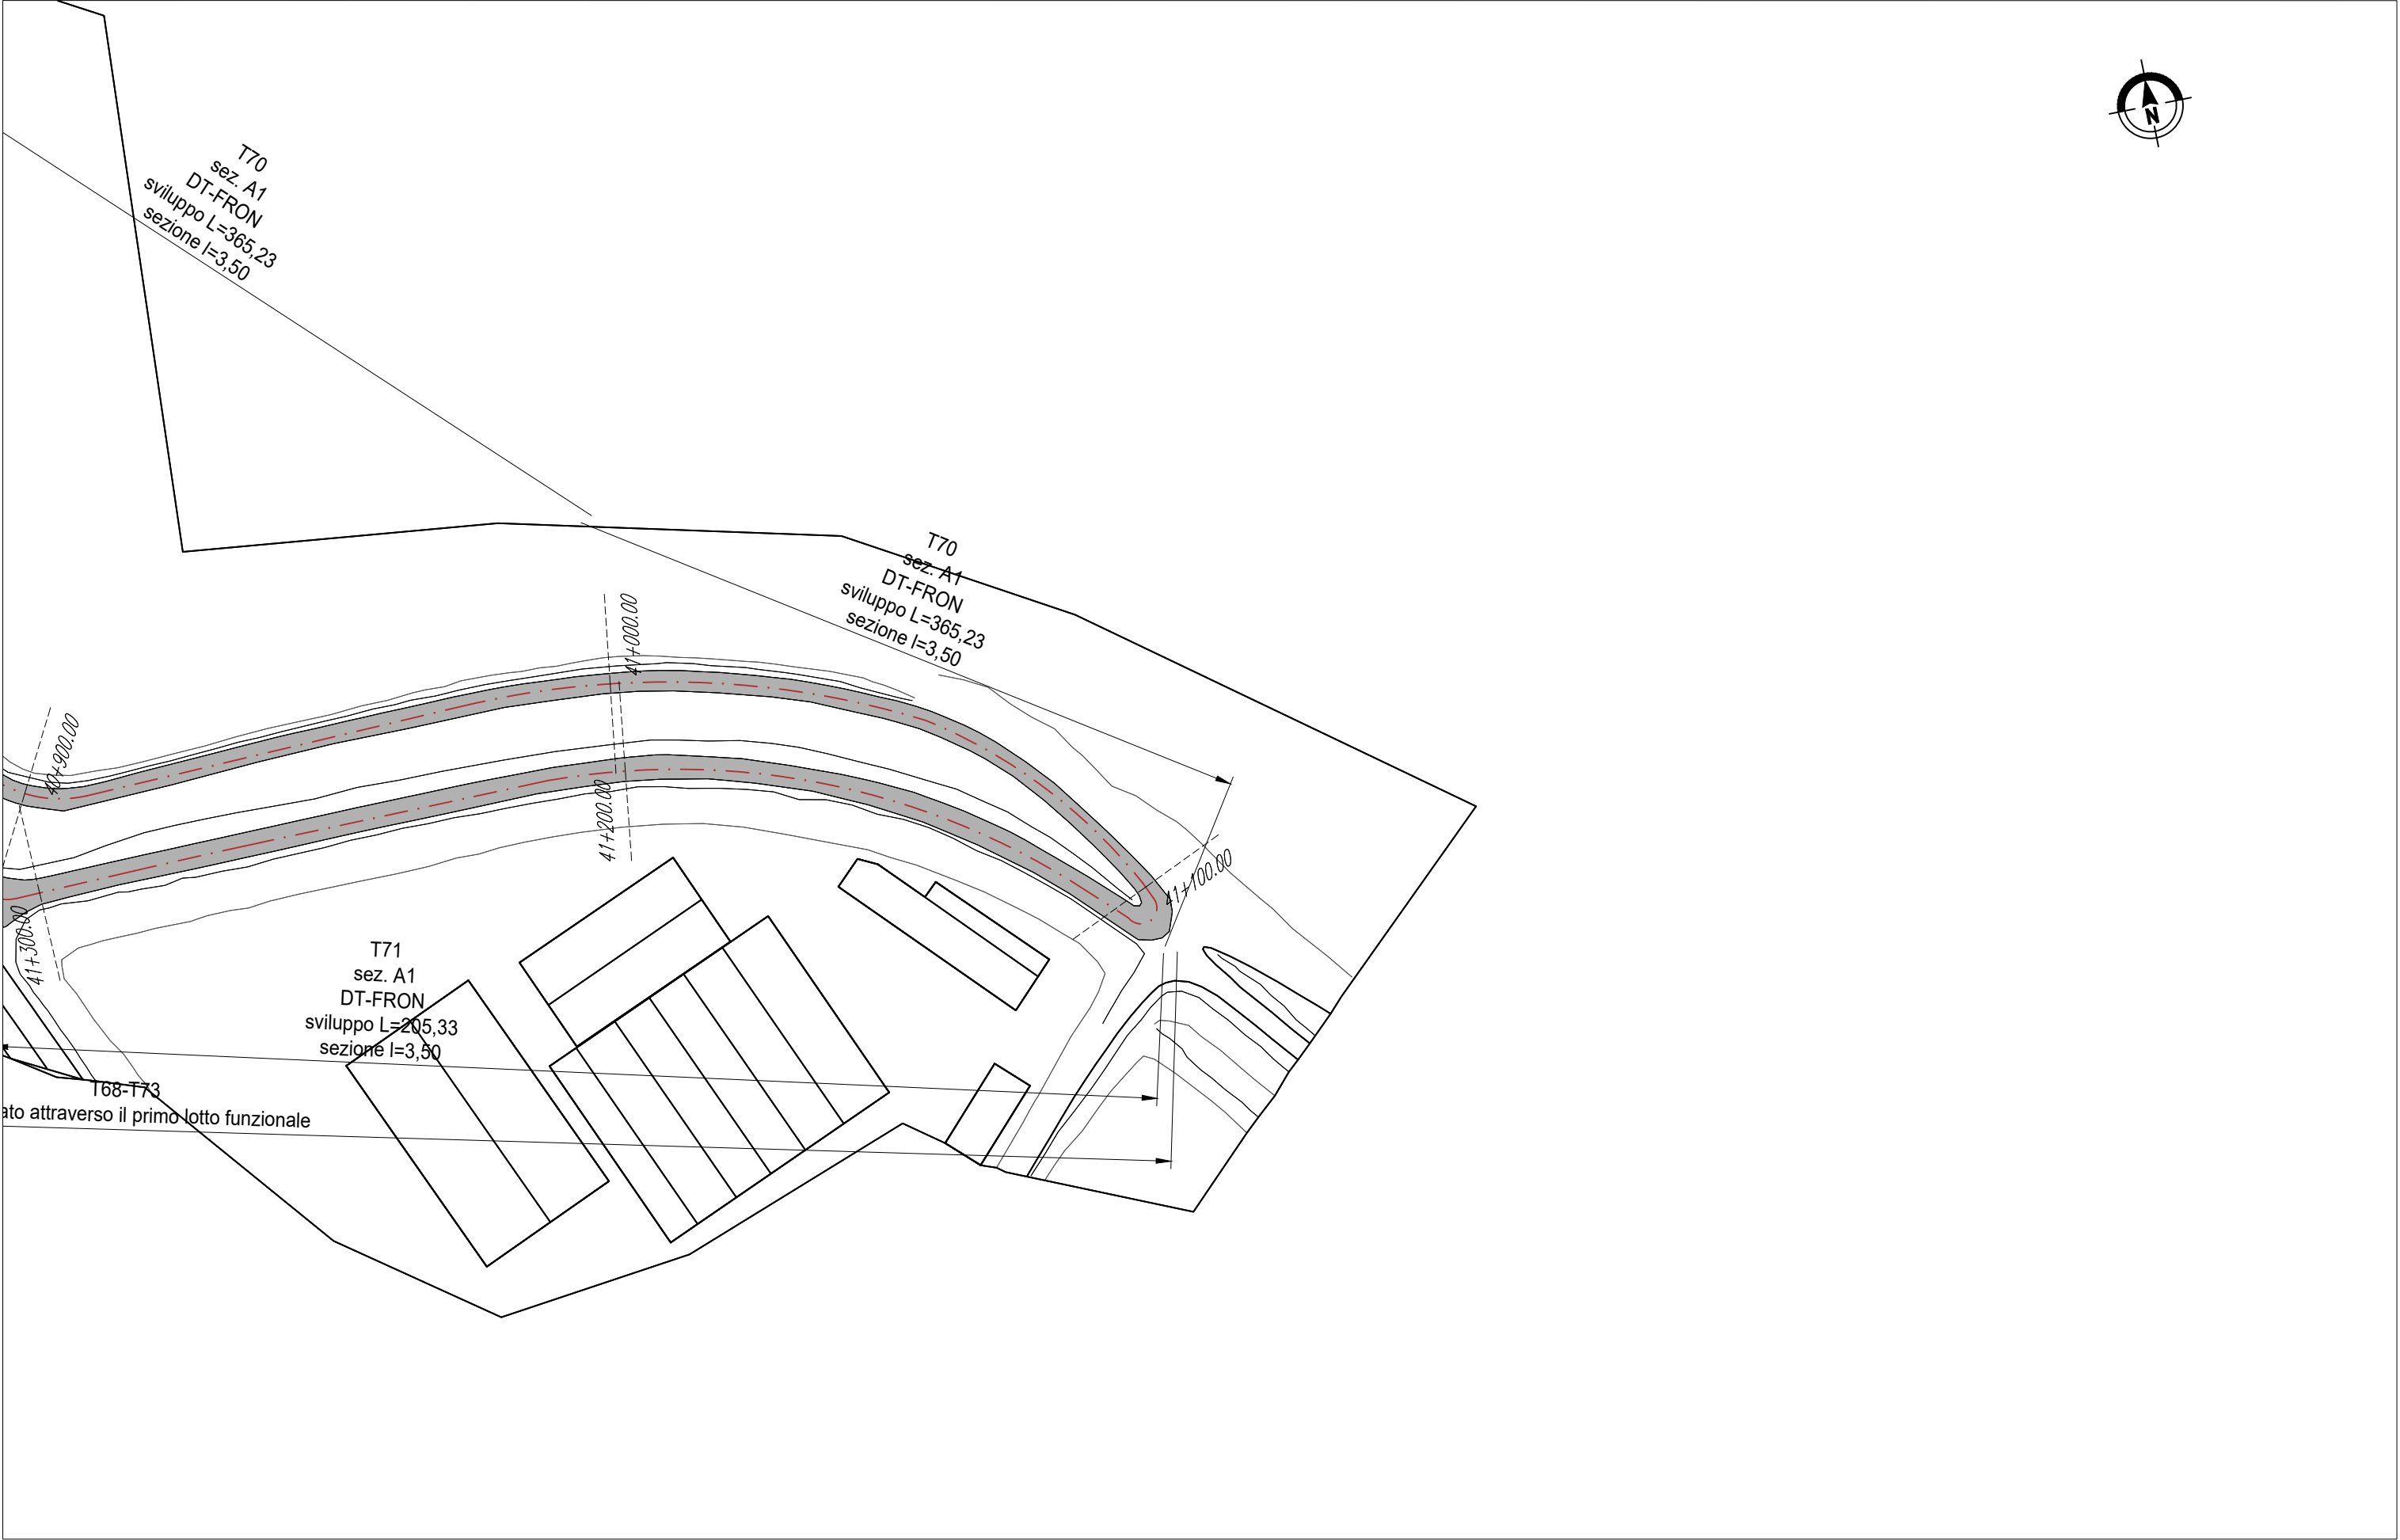 N
T70
sez. A1
DT-FRON
sviluppo L=365,23
sezione l=3,50
T70
sez. A1
DT-FRON
sviluppo L=365,23
sezione l=3,50
41+000.00
40+900.00
41+200.00
41+100.00
41+300.00
T71
sez. A1
DT-FRON
sviluppo L=205,33
sezione l=3,50
T68-T73
ato attraverso il primo lotto funzionale